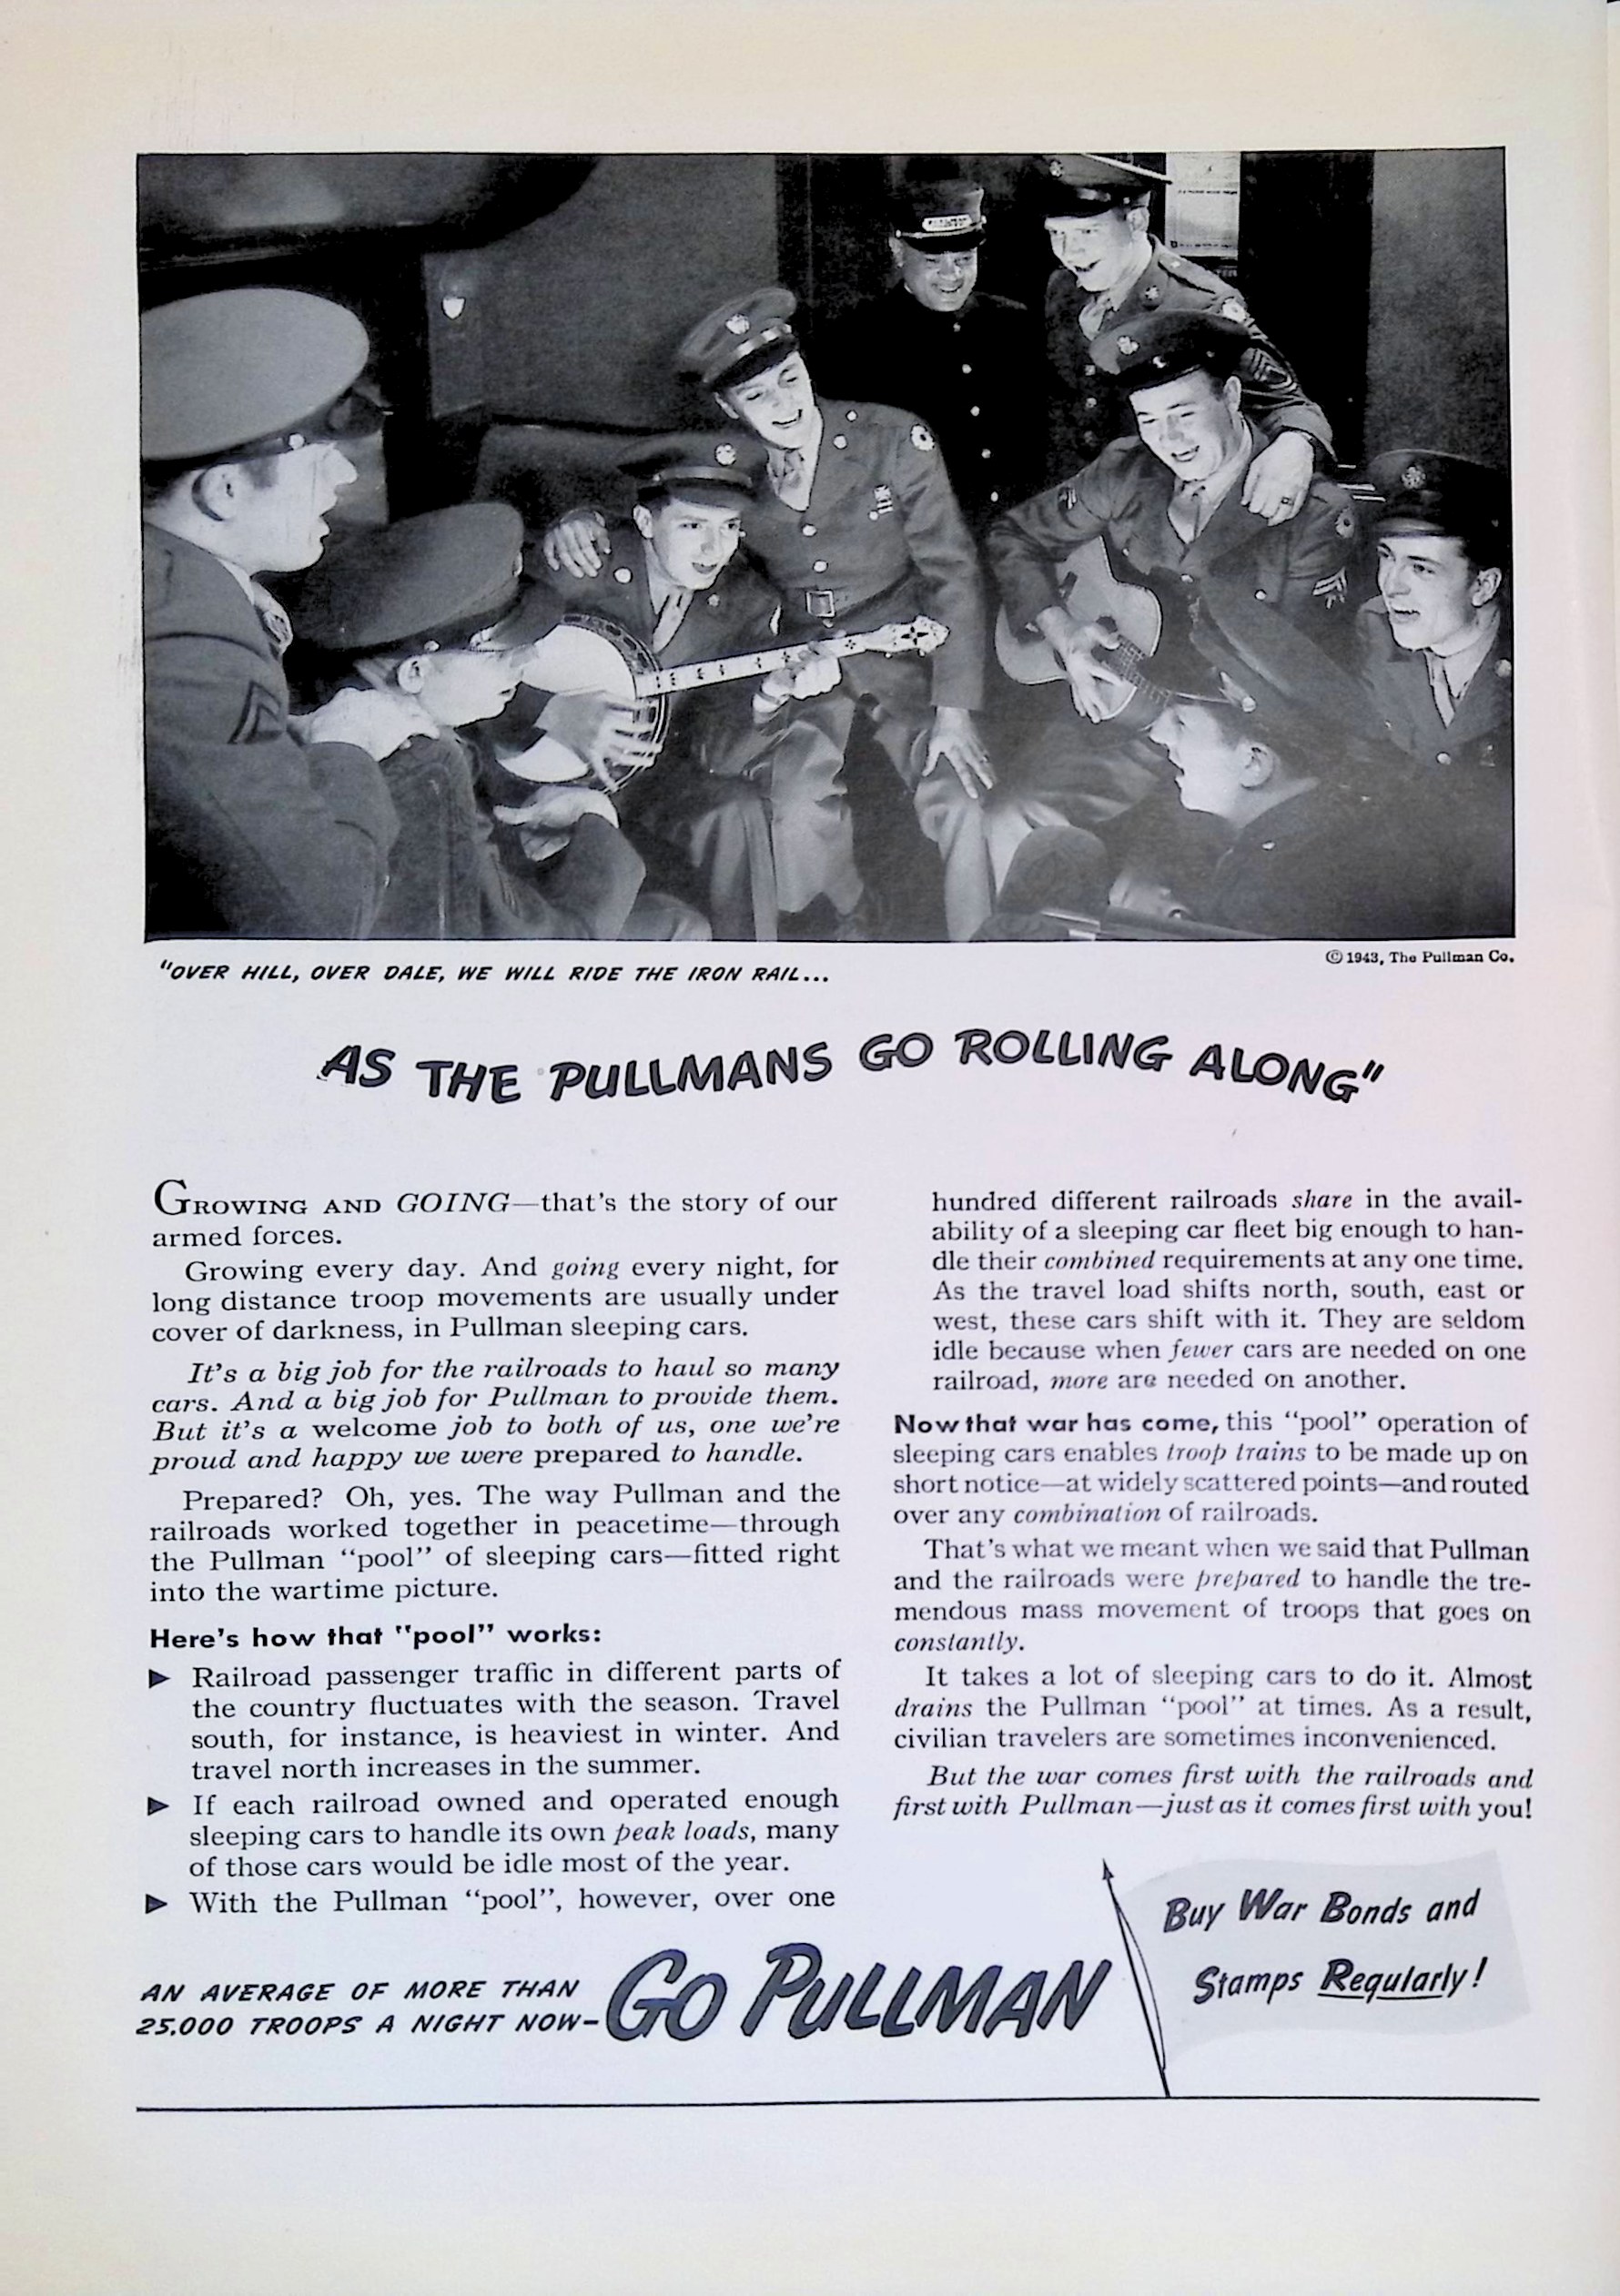 © 1943, The Pullman Co.
"OVER HILL, OVER DALE, WE WILL RIDE THE IRON RAIL...
AS THE PULLMANS GO ROLLING ALONG"
GROWING AND GOING—that's the story of our
armed forces.
Growing every day. And going every night, for
long distance troop movements are usually under
cover of darkness, in Pullman sleeping cars.
It's a big job for the railroads to haul so many
cars. And a big job for Pullman to provide them.
But it's a welcome job to both of us, one we're
proud and happy we were prepared to handle.
Prepared? Oh, yes. The way Pullman and the
railroads worked together in peacetime—through
the Pullman "pool" of sleeping cars—fitted right
into the wartime picture.
Here's how that "pool" works:
► Railroad passenger traffic in different parts of
the country fluctuates with the season. Travel
south, for instance, is heaviest in winter. And
travel north increases in the summer.
► If each railroad owned and operated enough
sleeping cars to handle its own peak loads, many
of those cars would be idle most of the year.
► With the Pullman "pool", however, over one
hundred different railroads share in the avail-
ability of a sleeping car fleet big enough to han-
dle their combined requirements at any one time.
As the travel load shifts north, south, east or
west, these cars shift with it. They are seldom
idle because when fewer cars are needed on one
railroad, more are needed on another.
Now that war has come, this "pool" operation of
sleeping cars enables troop trains to be made up on
short notice—at widely scattered points—and routed
over any combination of railroads.
That's what we meant when we said that Pullman
and the railroads were prepared to handle the tre-
mendous mass movement of troops that goes on
constantly.
It takes a lot of sleeping cars to do it. Almost
drains the Pullman "pool" at times. As a result,
civilian travelers are sometimes inconvenienced.
But the war comes first with the railroads and
first with Pullman—just as it comes first with you!
AN AVERAGE OF MORE THAN
25,000 TROOPS A NIGHT NOW—
GO PULLMAN
Buy War Bonds and
Stamps Regularly!